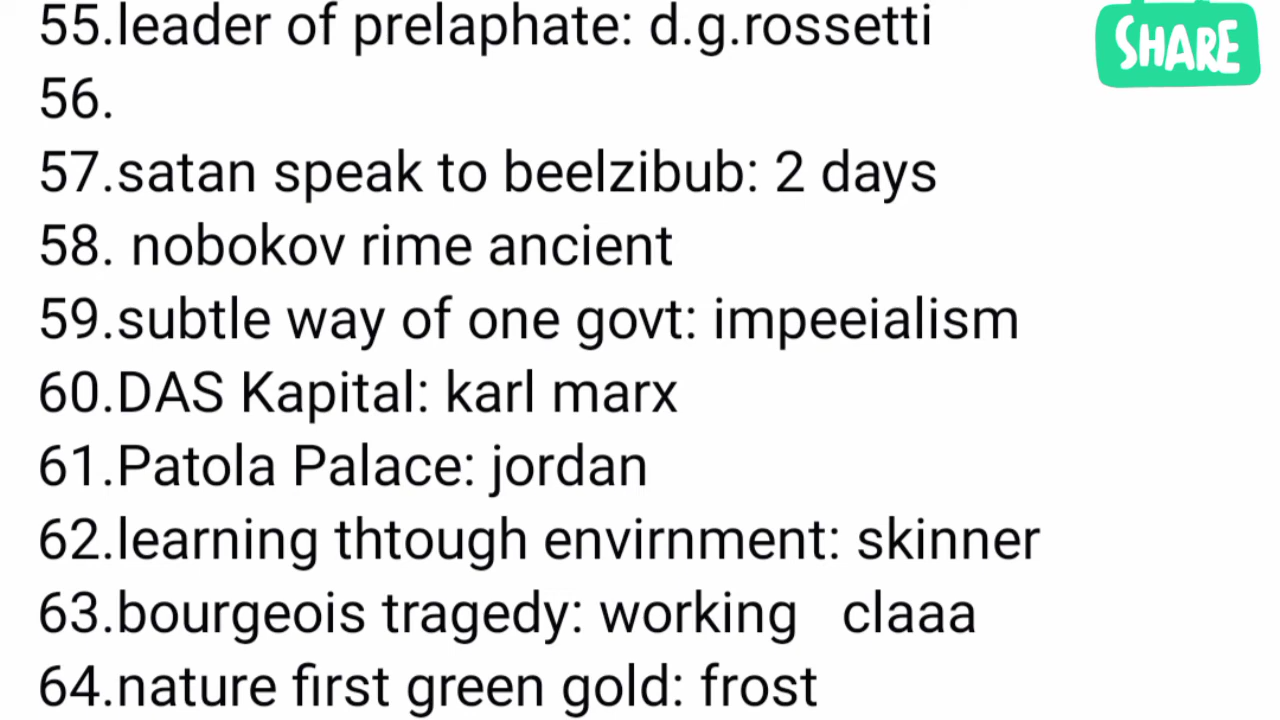 55.leader of prelaphate: d.g.rossetti
SHARE
56.
57.satan speak to beelzibub: 2 days
58. nobokov rime ancient
59.subtle way of one govt: impeeialism
60.DAS Kapital: karl marx
61.Patola Palace: jordan
62.learning thtough envirnment: skinner
63.bourgeois tragedy: working claaa
64.nature first green gold: frost